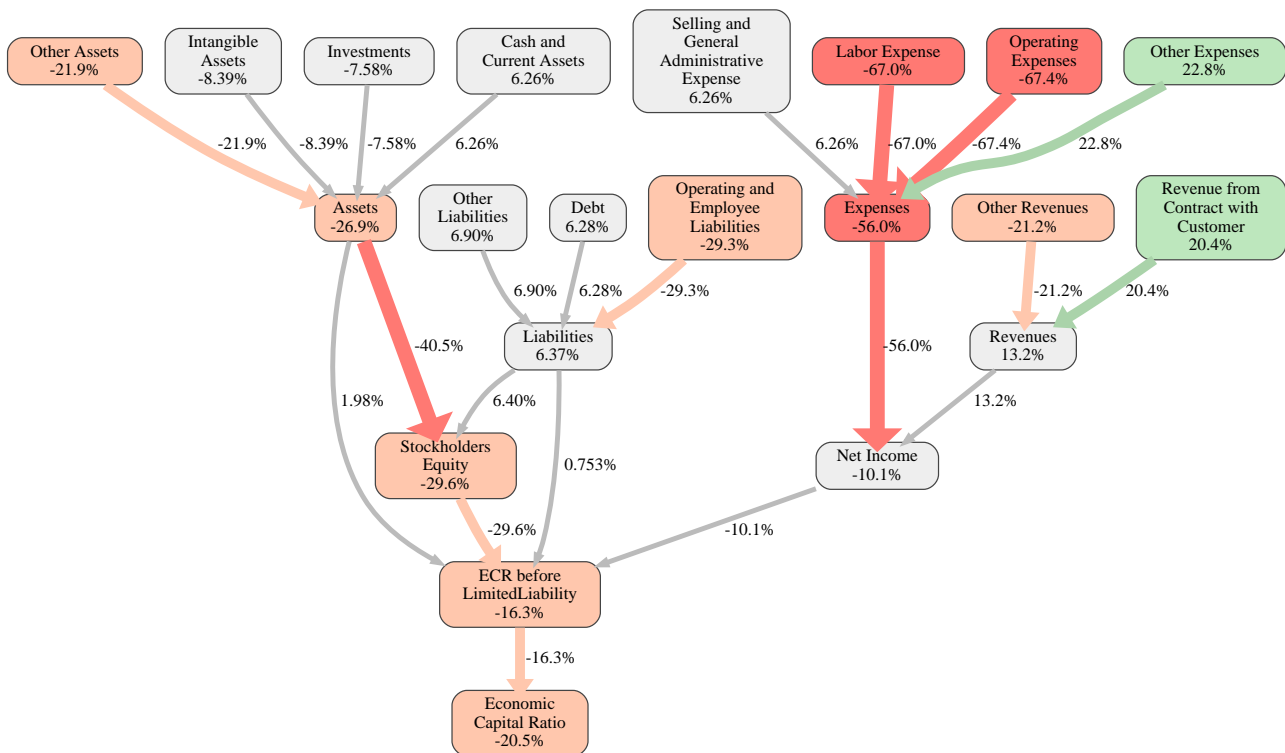 Other Assets
-21.9%
Intangible
Assets
-8.39%
Investments
-7.58%
Cash and
Current Assets
6.26%
Selling and
General
Administrative
Expense
6.26%
Labor Expense
-67.0%
Operating
Expenses
-67.4%
Other Expenses
22.8%
-21.9%
-8.39%
-7.58%
6.26%
6.26%
-67.0%
-67.4%
22.8%
Assets
-26.9%
Other
Liabilities
6.90%
Debt
6.28%
Operating and
Employee
Liabilities
-29.3%
Expenses
-56.0%
Other Revenues
-21.2%
Revenue from
Contract with
Customer
20.4%
6.90%
6.28%
-29.3%
-21.2%
20.4%
-40.5%
Liabilities
6.37%
-56.0%
Revenues
13.2%
1.98%
6.40%
0.753%
13.2%
Stockholders
Equity
-29.6%
Net Income
-10.1%
-29.6%
-10.1%
ECR before
LimitedLiability
-16.3%
-16.3%
Economic
Capital Ratio
-20.5%